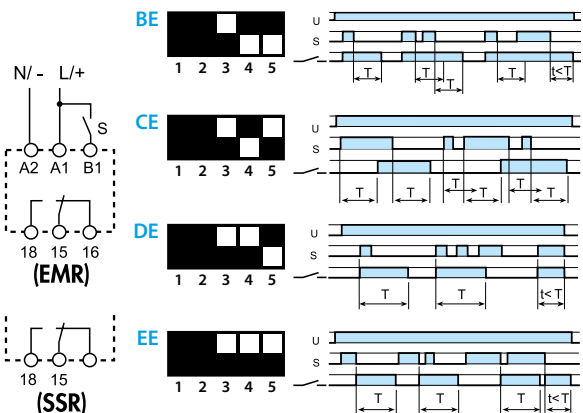 N/- L/+
S
A2 A1 B1
18 15 16
(EMR)
18 15
(SSR)
BE
1 2 3 4 5
U
S
T T T t<T
T
CE
1 2 3 4 5
U
S
T T
T T T T
DE
1 2 3 4 5
U
S
T T t<T
EE
1 2 3 4 5
U
S
T T T t<T